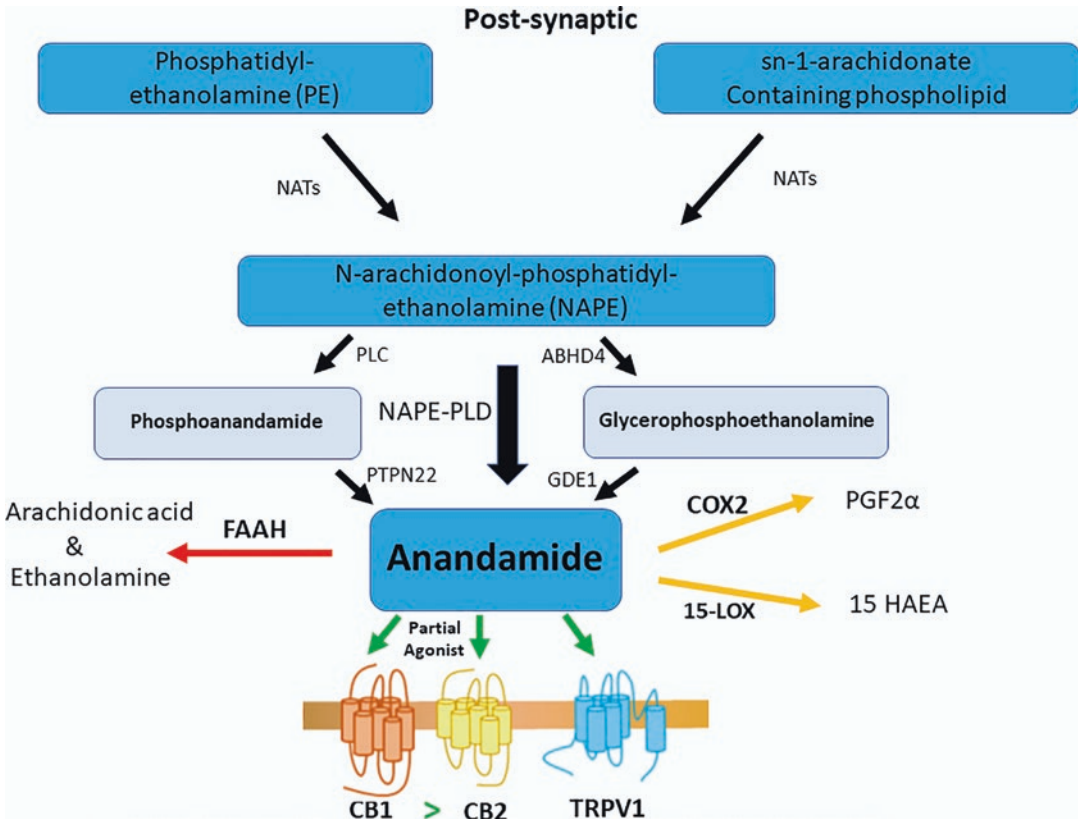 Post-synaptic
Phosphatidyl-
ethanolamine (PE)
sn-1-arachidonate
Containing phospholipid
NATs
NATs
N-arachidonoyl-phosphatidyl-
ethanolamine (NAPE)
PLC
ABHD4
Phosphoanandamide
NAPE-PLD
Glycerophosphoethanolamine
PTPN22
GDE1
Arachidonic acid
&
Ethanolamine
FAAH
Anandamide
COX2
PGF2α
15-LOX
15 HAEA
Partial
Agonist
CB1 > CB2 TRPV1